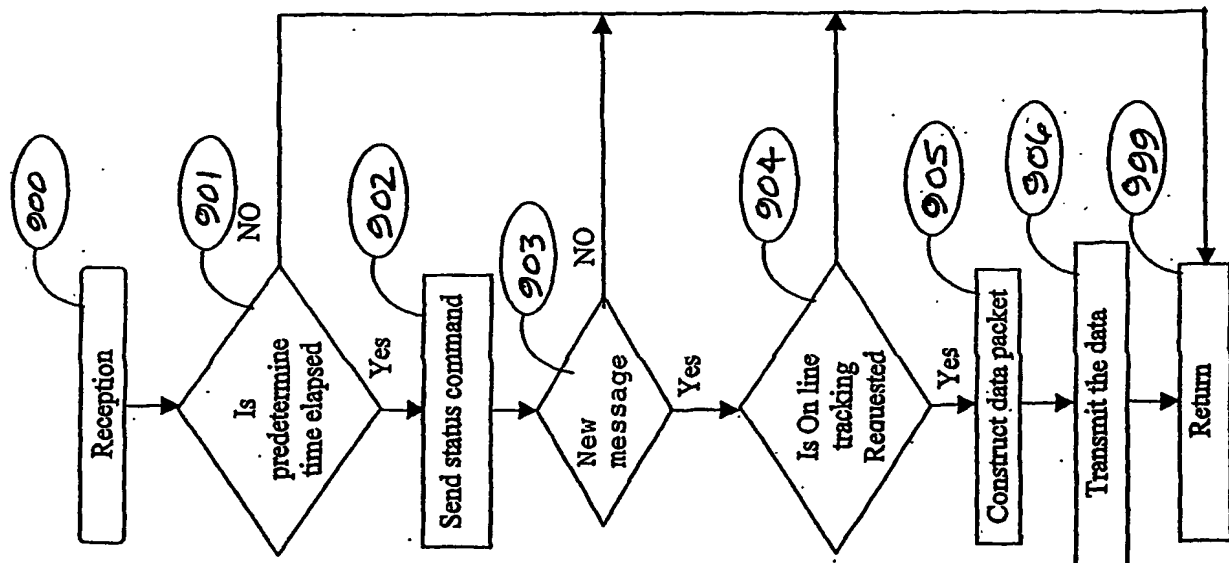 900
Reception
901
Is
predetermine
time elapsed
NO
Yes
902
Send status command
903
New
message
NO
Yes
904
Is On line
tracking
Requested
Yes
905
Construct data packet
906
Transmit the data
999
Return